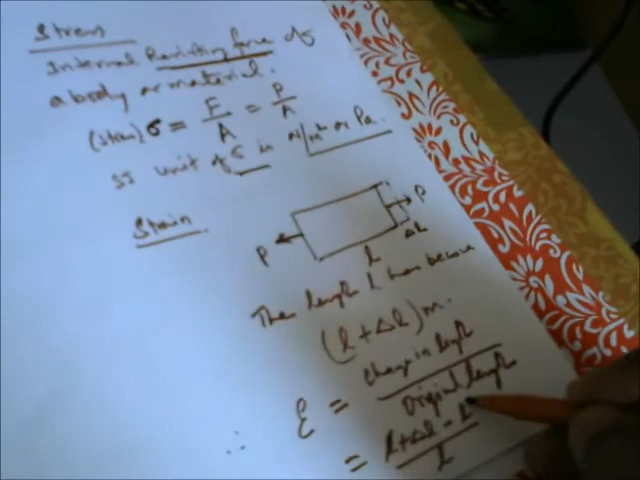 Stress
Internal Resisting force of
a body or material.
(stress) σ = F/A = P/A
SI unit of σ is N/m² or Pa.
Strain
P
P
Δl
l
The length l has become
(l + Δl) m.
∴ ε = change in length / Original length
= l + Δl - l / l